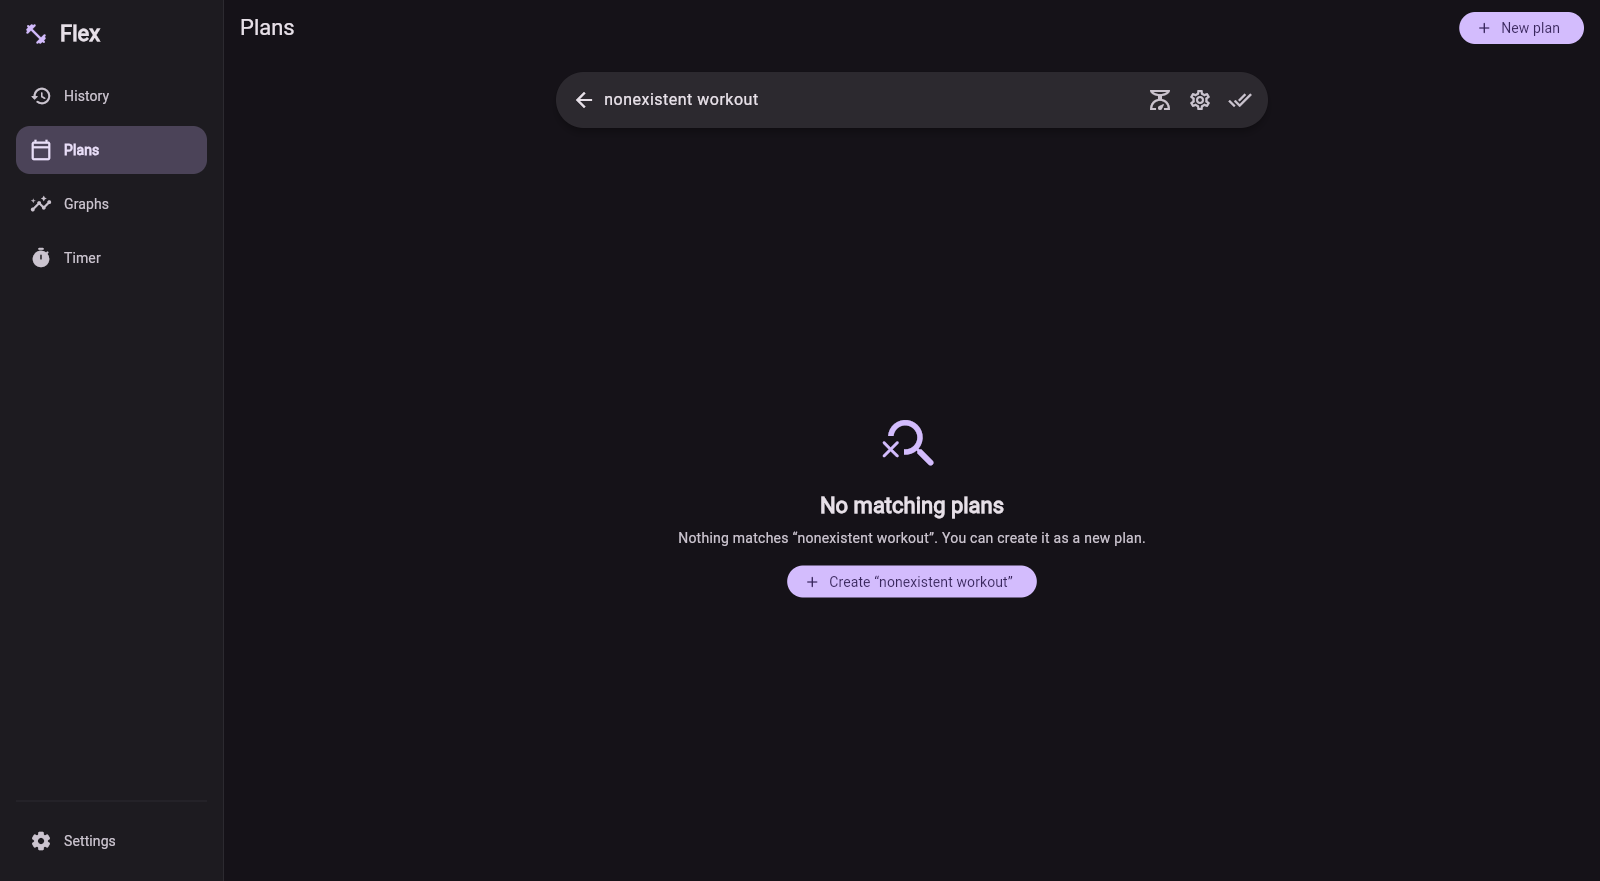 Flex
Plans
New plan
History
Plans
Graphs
Timer
Settings
nonexistent workout
No matching plans
Nothing matches “nonexistent workout”. You can create it as a new plan.
Create “nonexistent workout”